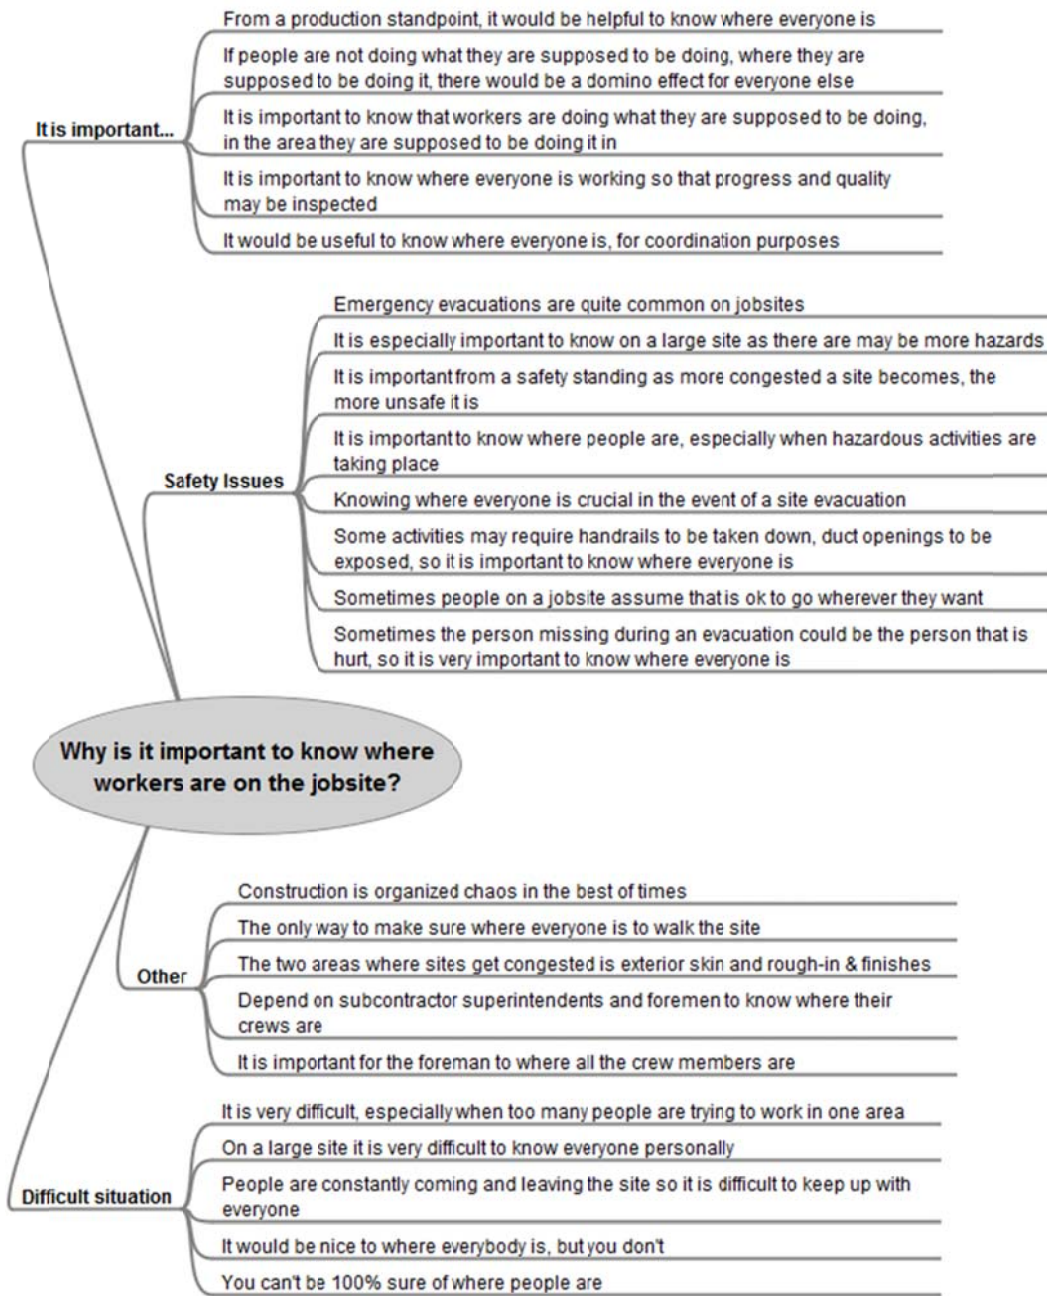 From a production standpoint, it would be helpful to know where everyone is
If people are not doing what they are supposed to be doing, where they are
supposed to be doing it, there would be a domino effect for everyone else
It is important...
It is important to know that workers are doing what they are supposed to be doing,
in the area they are supposed to be doing it in
It is important to know where everyone is working so that progress and quality
may be inspected
It would be useful to know where everyone is, for coordination purposes
Emergency evacuations are quite common on jobsites
It is especially important to know on a large site as there are may be more hazards
It is important from a safety standing as more congested a site becomes, the
more unsafe it is
It is important to know where people are, especially when hazardous activities are
taking place
Safety Issues
Knowing where everyone is crucial in the event of a site evacuation
Some activities may require handrails to be taken down, duct openings to be
exposed, so it is important to know where everyone is
Sometimes people on a jobsite assume that is ok to go wherever they want
Sometimes the person missing during an evacuation could be the person that is
hurt, so it is very important to know where everyone is
Why is it important to know where
workers are on the jobsite?
Construction is organized chaos in the best of times
The only way to make sure where everyone is to walk the site
The two areas where sites get congested is exterior skin and rough-in & finishes
Other
Depend on subcontractor superintendents and foremen to know where their
crews are
It is important for the foreman to where all the crew members are
It is very difficult, especially when too many people are trying to work in one area
On a large site it is very difficult to know everyone personally
Difficult situation
People are constantly coming and leaving the site so it is difficult to keep up with
everyone
It would be nice to where everybody is, but you don't
You can't be 100% sure of where people are